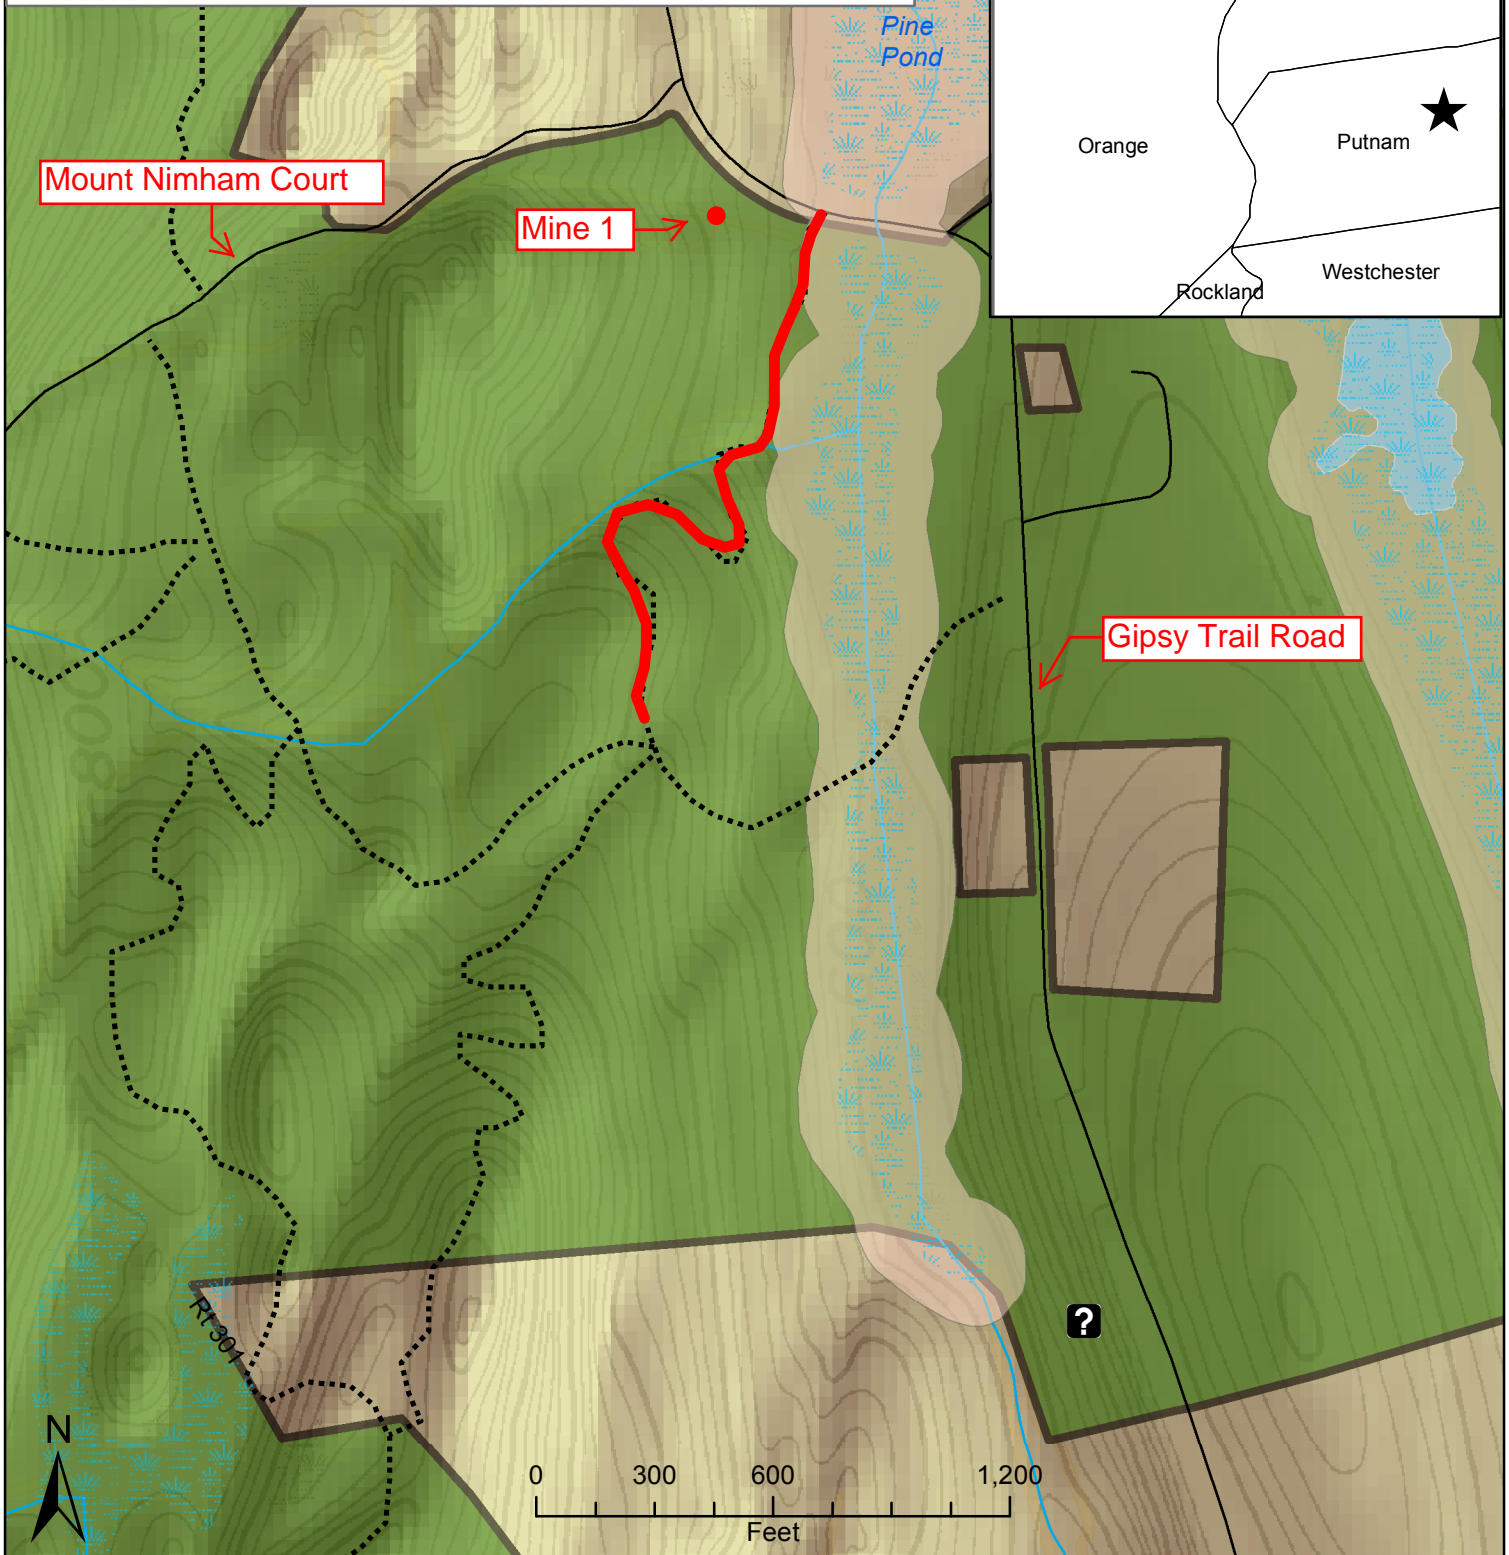 Pine
Pond
Orange
Putnam
Mount Nimham Court
Mine 1
Westchester
Rockland
Gipsy Trail Road
?
Rt 301
N
0 300 600 1,200
Feet